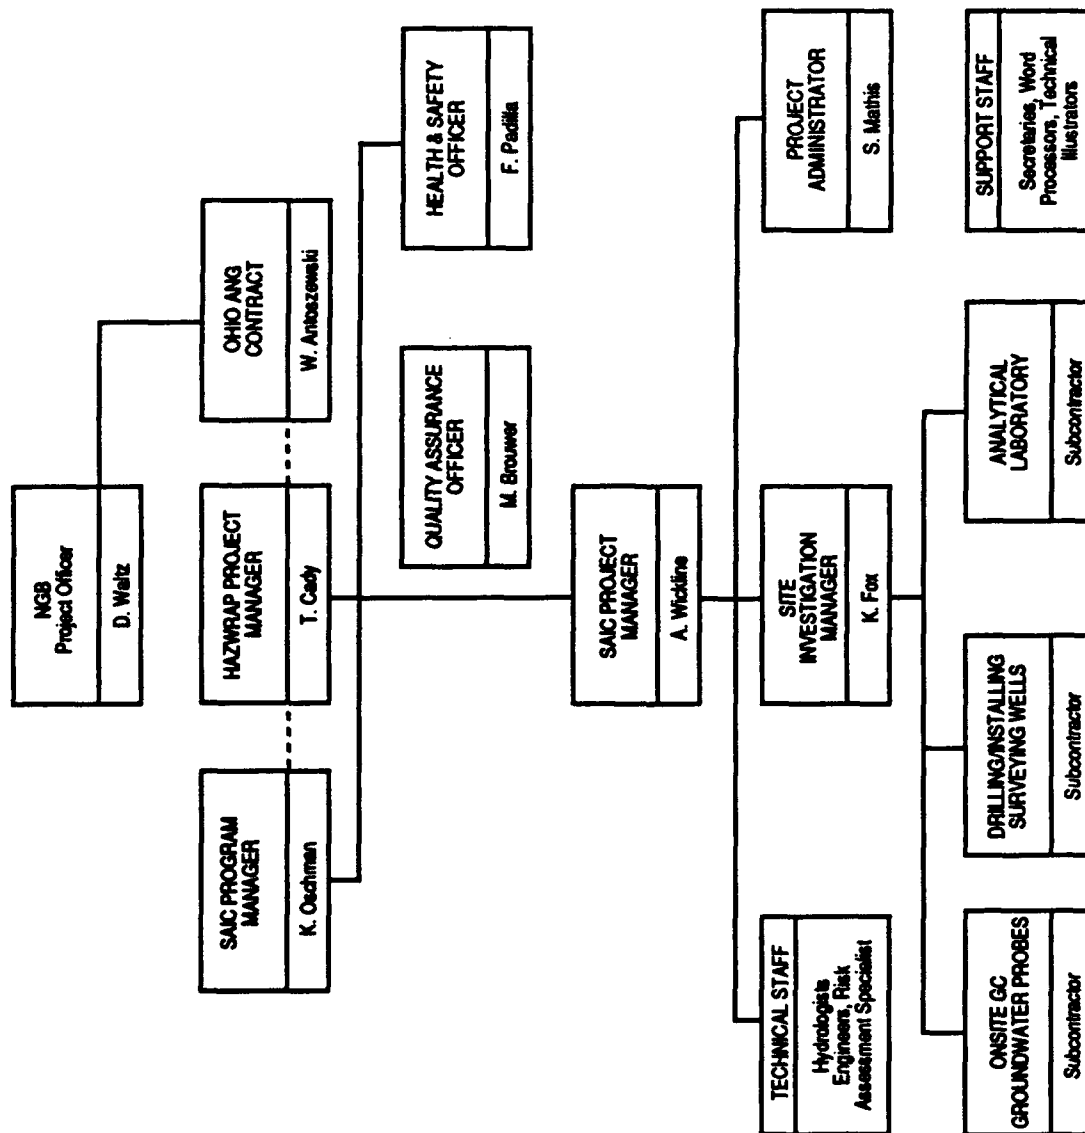 NGB
Project Officer
D. Waltz
SAIC PROGRAM
MANAGER
K. Oschman
HAZWRAP PROJECT
MANAGER
T. Cady
OHIO ANG
CONTRACT
W. Antoszewski
QUALITY ASSURANCE
OFFICER
M. Brouwer
HEALTH & SAFETY
OFFICER
F. Padilla
SAIC PROJECT
MANAGER
A. Wickline
TECHNICAL STAFF
Hydrologists
Engineers, Risk
Assessment Specialist
SITE
INVESTIGATION
MANAGER
K. Fox
PROJECT
ADMINISTRATOR
S. Mathis
ONSITE GC
GROUNDWATER PROBES
Subcontractor
DRILLING/INSTALLING
SURVEYING WELLS
Subcontractor
ANALYTICAL
LABORATORY
Subcontractor
SUPPORT STAFF
Secretaries, Word
Processors, Technical
Illustrators